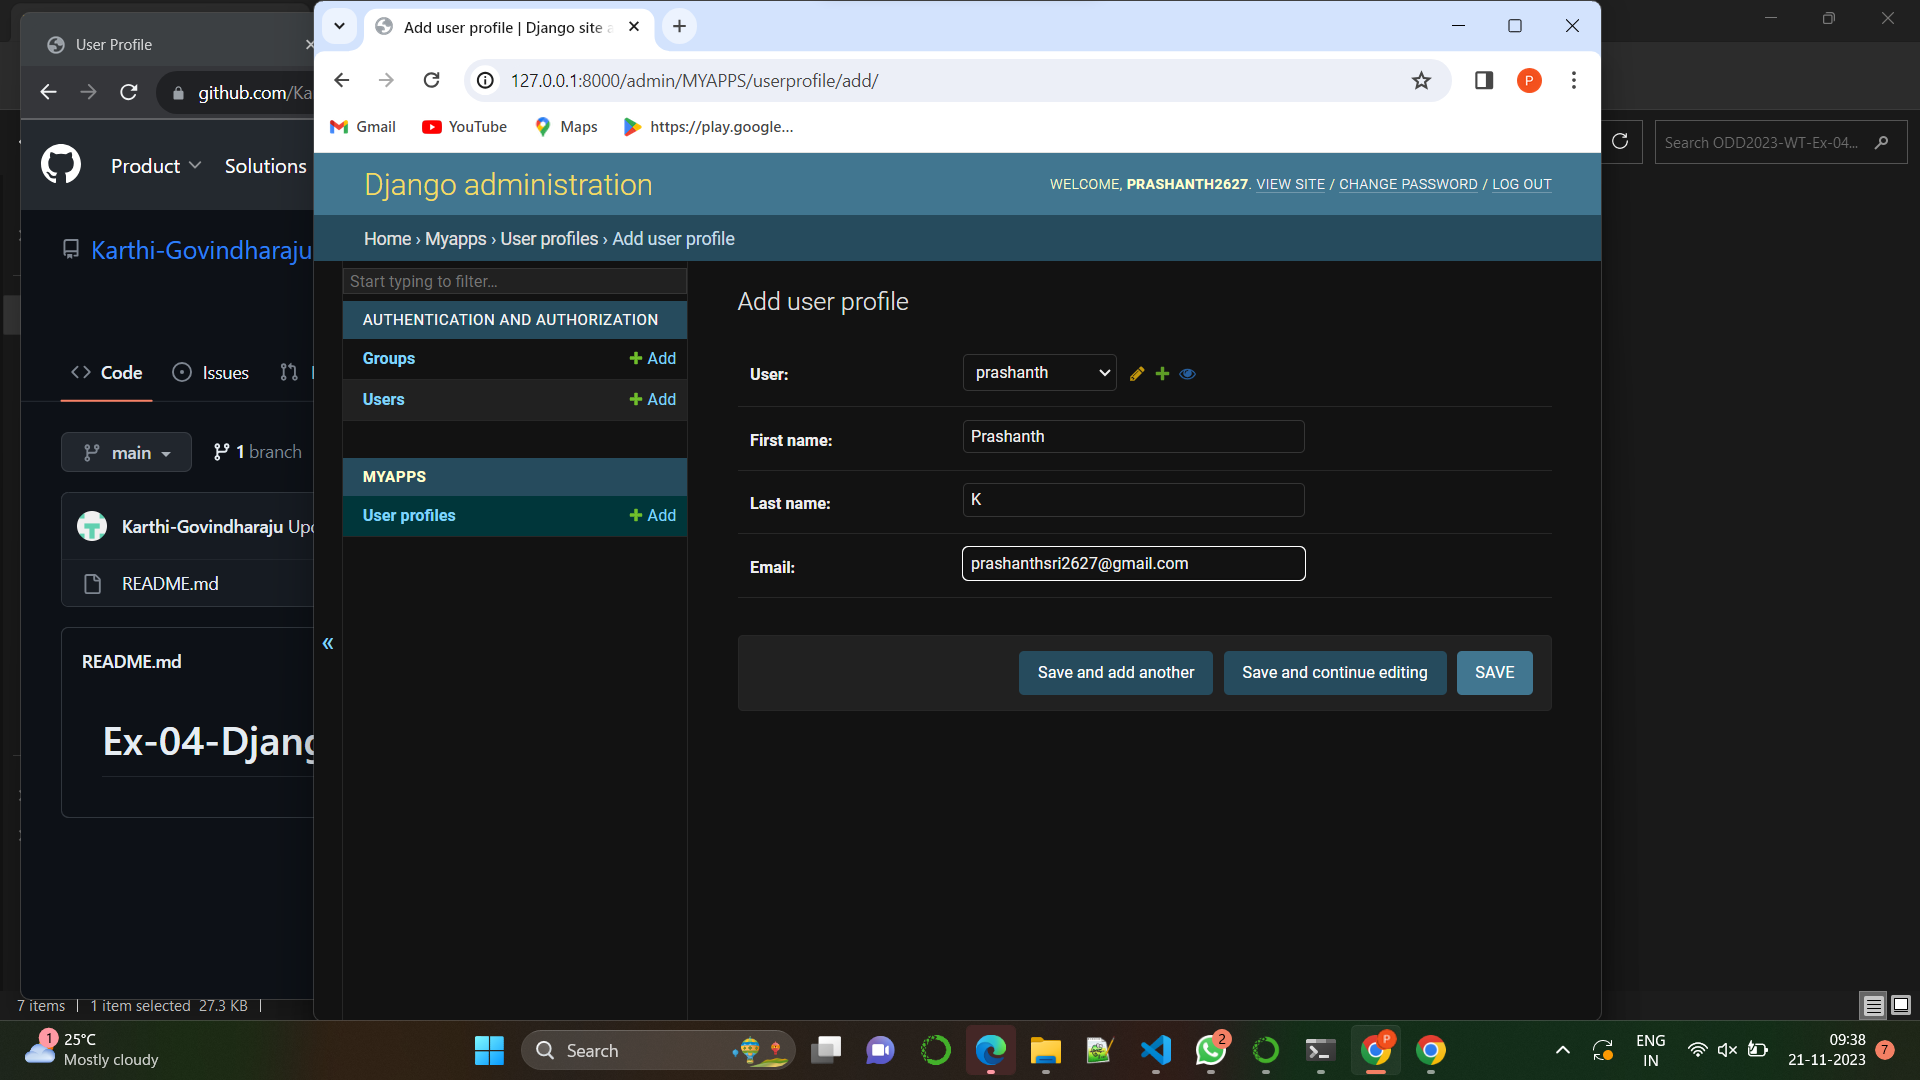 User Profile
github.com/Ka
Product
Solutions
Karthi-Govindharaju
Code
Issues
main
1 branch
Karthi-Govindharaju
README.md
README.md
Ex-04-Djang
7 items
1 item selected 27.3 KB
Add user profile | Django site a
127.0.0.1:8000/admin/MYAPPS/userprofile/add/
P
Gmail
YouTube
Maps
https://play.google...
Django administration
WELCOME, PRASHANTH2627. VIEW SITE / CHANGE PASSWORD / LOG OUT
Home › Myapps › User profiles › Add user profile
Start typing to filter...
AUTHENTICATION AND AUTHORIZATION
Groups
Add
Users
Add
MYAPPS
User profiles
Add
«
Add user profile
User:
prashanth
First name:
Prashanth
Last name:
K
Email:
prashanthsri2627@gmail.com
Save and add another
Save and continue editing
SAVE
Search ODD2023-WT-Ex-04...
1
25°C
Mostly cloudy
Search
2
P
ENG
IN
09:38
21-11-2023
7